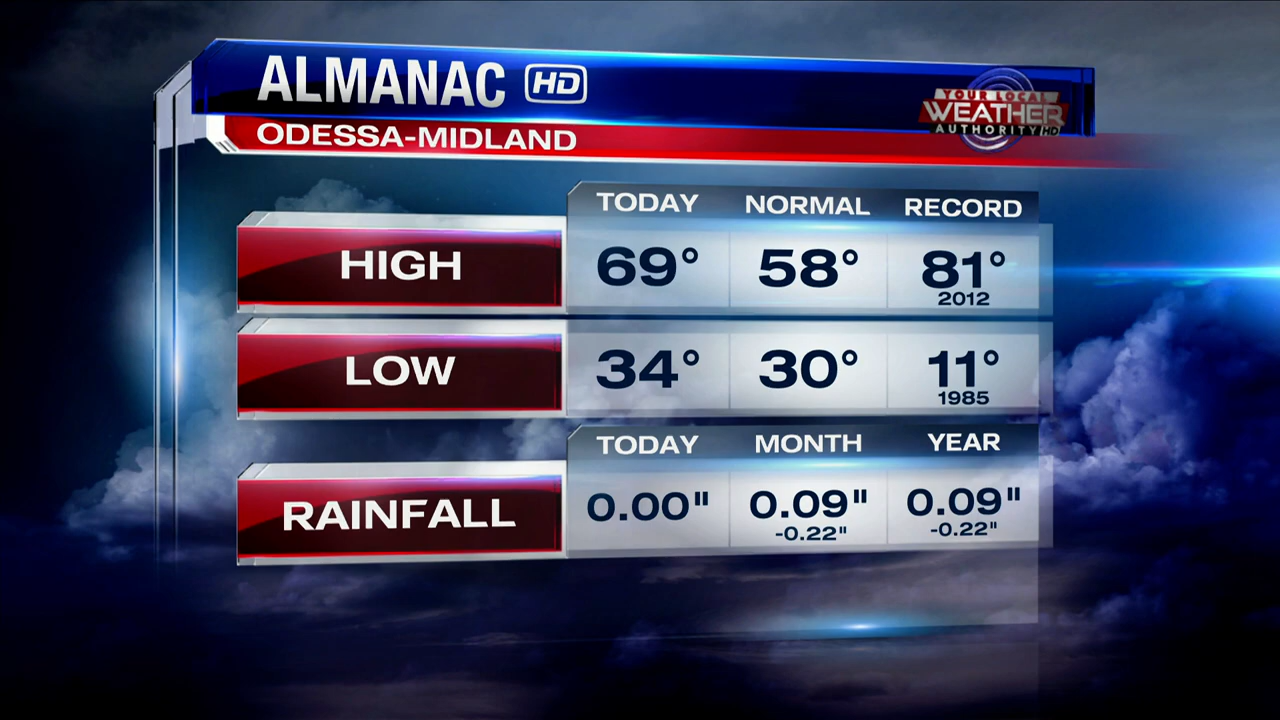 ALMANAC HD
YOUR LOCAL
WEATHER
AUTHORITY HD
ODESSA-MIDLAND
TODAY NORMAL RECORD
HIGH 69° 58° 81°
2012
LOW 34° 30° 11°
1985
TODAY MONTH YEAR
RAINFALL 0.00" 0.09" 0.09"
-0.22" -0.22"